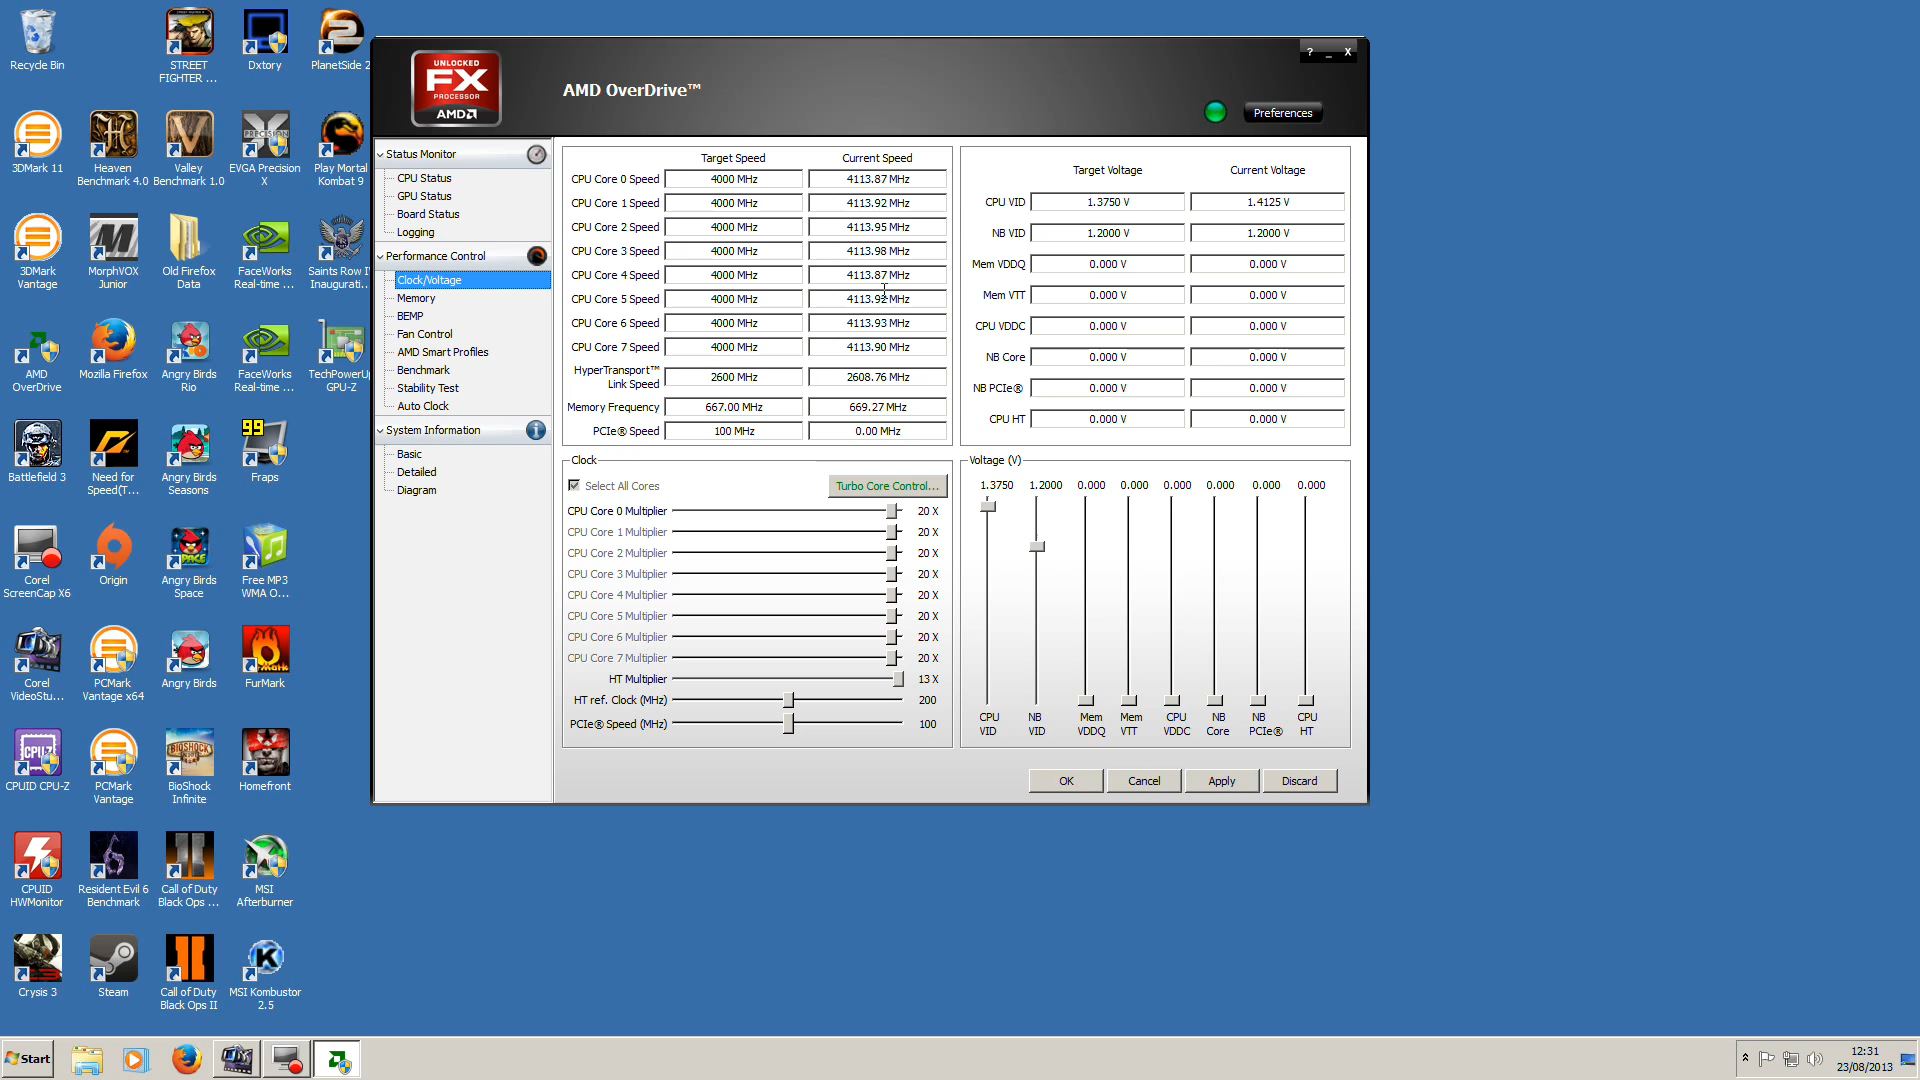 Recycle Bin
STREET
FIGHTER ...
Dxtory
PlanetSide 2
3DMark 11
Heaven
Benchmark 4.0
Valley
Benchmark 1.0
EVGA Precision
X
Play Mortal
Kombat 9
3DMark
Vantage
MorphVOX
Junior
Old Firefox
Data
FaceWorks
Real-time ...
Saints Row I
Inaugurati...
AMD
OverDrive
Mozilla Firefox
Angry Birds
Rio
FaceWorks
Real-time ...
TechPowerU
GPU-Z
Battlefield 3
Need for
Speed(T...
Angry Birds
Seasons
99
Fraps
Corel
ScreenCap X6
Origin
Angry Birds
Space
Free MP3
WMA O...
Corel
VideoStu...
PCMark
Vantage x64
Angry Birds
FurMark
CPUID CPU-Z
PCMark
Vantage
BioShock
Infinite
Homefront
CPUID
HWMonitor
Resident Evil 6
Benchmark
Call of Duty
Black Ops ...
MSI
Afterburner
Crysis 3
Steam
Call of Duty
Black Ops II
MSI Kombustor
2.5
UNLOCKED
FX
PROCESSOR
AMD
AMD OverDrive™
? _ X
Preferences
Status Monitor
CPU Status
GPU Status
Board Status
Logging
Performance Control
Clock/Voltage
Memory
BEMP
Fan Control
AMD Smart Profiles
Benchmark
Stability Test
Auto Clock
System Information
Basic
Detailed
Diagram
Target Speed Current Speed
CPU Core 0 Speed 4000 MHz 4113.87 MHz
CPU Core 1 Speed 4000 MHz 4113.92 MHz
CPU Core 2 Speed 4000 MHz 4113.95 MHz
CPU Core 3 Speed 4000 MHz 4113.98 MHz
CPU Core 4 Speed 4000 MHz 4113.87 MHz
CPU Core 5 Speed 4000 MHz 4113.92 MHz
CPU Core 6 Speed 4000 MHz 4113.93 MHz
CPU Core 7 Speed 4000 MHz 4113.90 MHz
HyperTransport™
Link Speed 2600 MHz 2608.76 MHz
Memory Frequency 667.00 MHz 669.27 MHz
PCIe® Speed 100 MHz 0.00 MHz
Target Voltage Current Voltage
CPU VID 1.3750 V 1.4125 V
NB VID 1.2000 V 1.2000 V
Mem VDDQ 0.000 V 0.000 V
Mem VTT 0.000 V 0.000 V
CPU VDDC 0.000 V 0.000 V
NB Core 0.000 V 0.000 V
NB PCIe® 0.000 V 0.000 V
CPU HT 0.000 V 0.000 V
Clock
Select All Cores Turbo Core Control...
CPU Core 0 Multiplier 20 X
CPU Core 1 Multiplier 20 X
CPU Core 2 Multiplier 20 X
CPU Core 3 Multiplier 20 X
CPU Core 4 Multiplier 20 X
CPU Core 5 Multiplier 20 X
CPU Core 6 Multiplier 20 X
CPU Core 7 Multiplier 20 X
HT Multiplier 13 X
HT ref. Clock (MHz) 200
PCIe® Speed (MHz) 100
Voltage (V)
1.3750 1.2000 0.000 0.000 0.000 0.000 0.000 0.000
CPU NB Mem Mem CPU NB NB CPU
VID VID VDDQ VTT VDDC Core PCIe® HT
OK Cancel Apply Discard
Start
12:31
23/08/2013